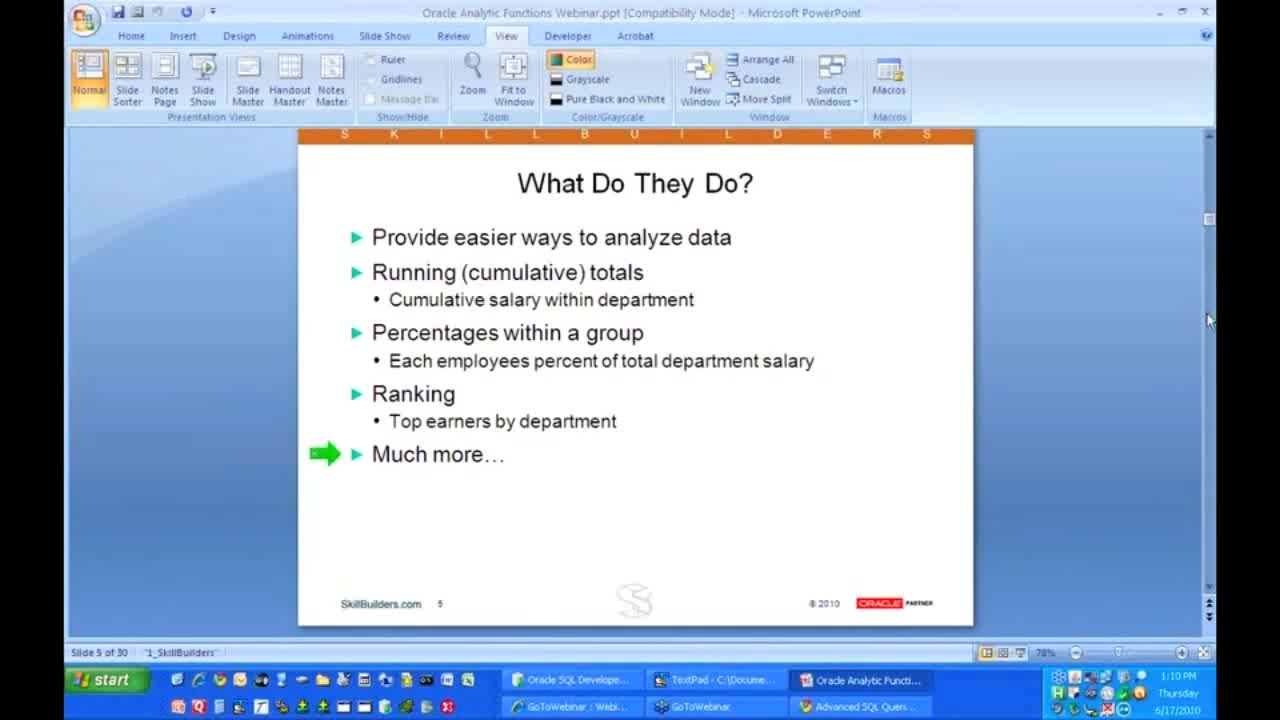 Oracle Analytic Functions Webinar.ppt [Compatibility Mode] - Microsoft PowerPoint
Home Insert Design Animations Slide Show Review View Developer Acrobat
Normal Slide Sorter Notes Page Slide Show Slide Master Handout Master Notes Master
Presentation Views
Ruler
Gridlines
Message Bar
Show/Hide
Zoom Fit to Window
Zoom
Color
Grayscale
Pure Black and White
Color/Grayscale
New Window
Arrange All
Cascade
Move Split
Switch Windows
Window
Macros
Macros
S K I L L B U I L D E R S
What Do They Do?
Provide easier ways to analyze data
Running (cumulative) totals
• Cumulative salary within department
Percentages within a group
• Each employees percent of total department salary
Ranking
• Top earners by department
Much more…
SkillBuilders.com 5 © 2010 ORACLE PARTNER
Slide 5 of 30 "1_SkillBuilders" 78%
start Oracle SQL Develope... TextPad - C:\Docume... Oracle Analytic Functi... 1:10 PM
Thursday
GoToWebinar : Webi... GoToWebinar Advanced SQL Quer... 6/17/2010